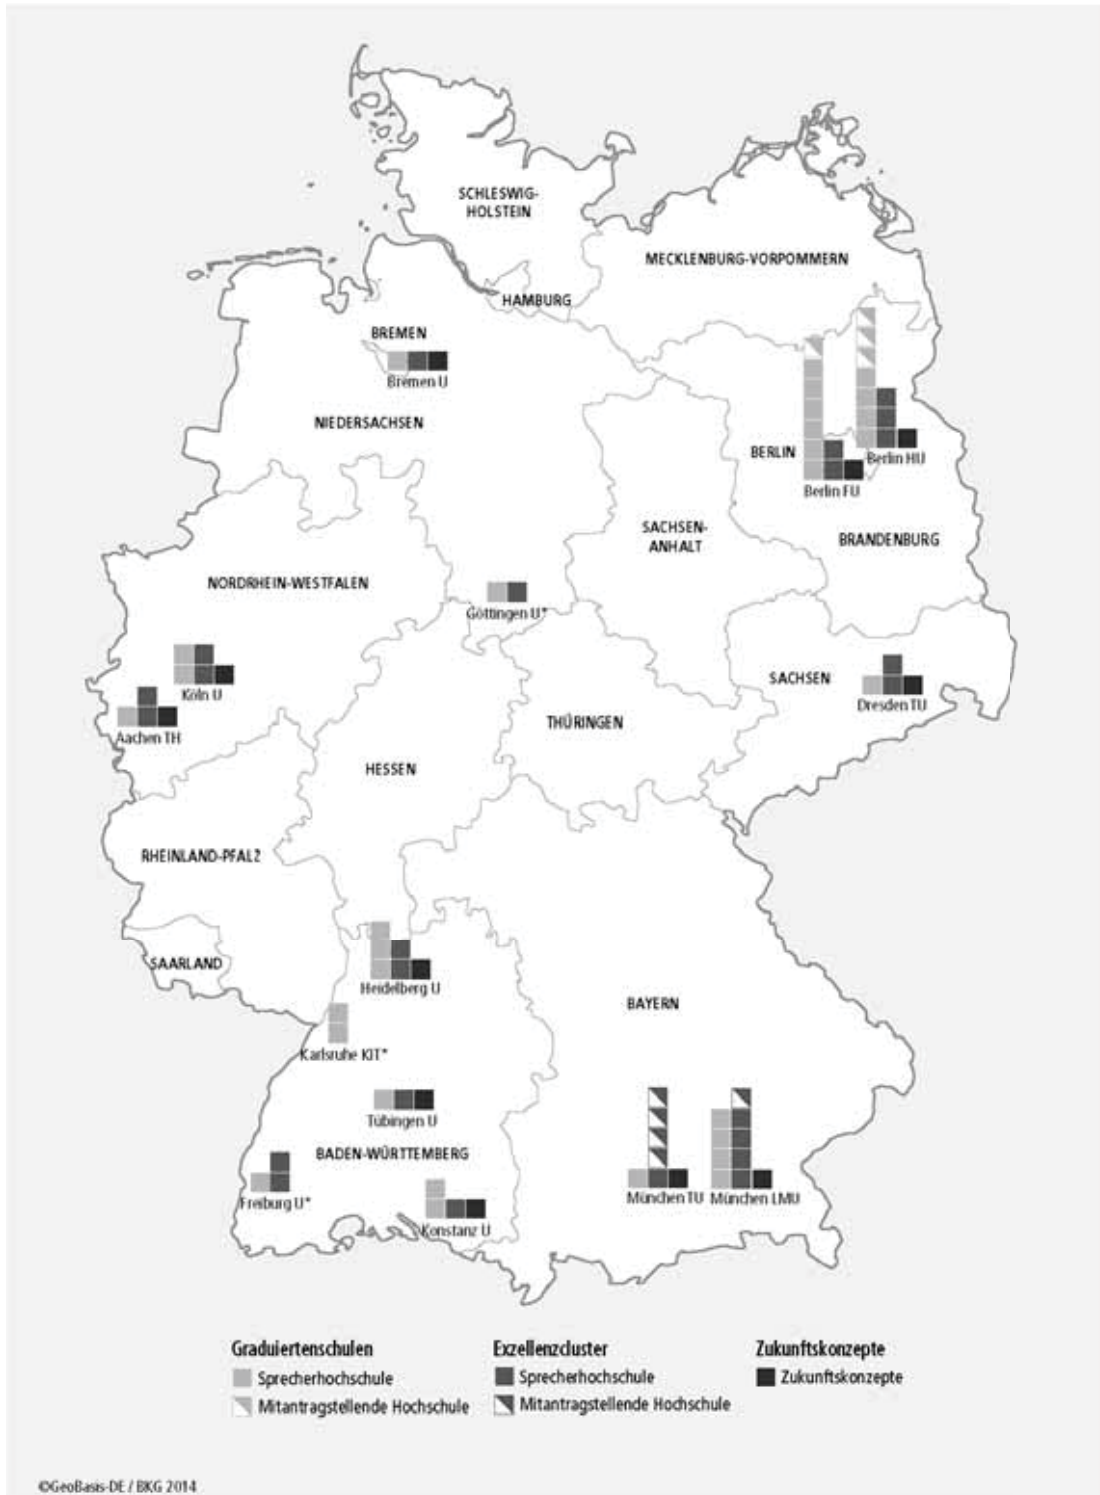 SCHLESWIG-
HOLSTEIN
MECKLENBURG-VORPOMMERN
HAMBURG
BREMEN
Bremen U
NIEDERSACHSEN
BERLIN
Berlin HU
Berlin FU
SACHSEN-
ANHALT
BRANDENBURG
NORDRHEIN-WESTFALEN
Göttingen U*
Köln U
SACHSEN
Dresden TU
Aachen TH
THÜRINGEN
HESSEN
RHEINLAND-PFALZ
SAARLAND
Heidelberg U
BAYERN
Karlsruhe KIT*
Tübingen U
BADEN-WÜRTTEMBERG
Freiburg U*
München TU
München LMU
Konstanz U
Graduiertenschulen
Sprecherhochschule
Mitantragstellende Hochschule
Exzellenzcluster
Sprecherhochschule
Mitantragstellende Hochschule
Zukunftskonzepte
Zukunftskonzepte
©GeoBasis-DE / BKG 2014